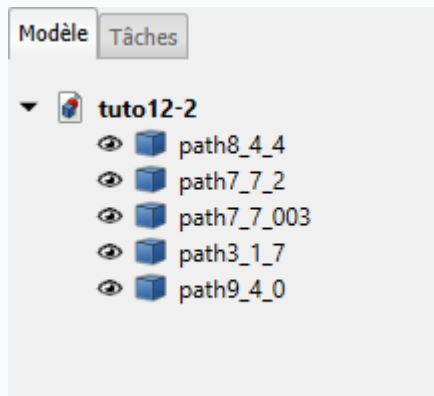 Modèle Tâches
tuto12-2
path8_4_4
path7_7_2
path7_7_003
path3_1_7
path9_4_0